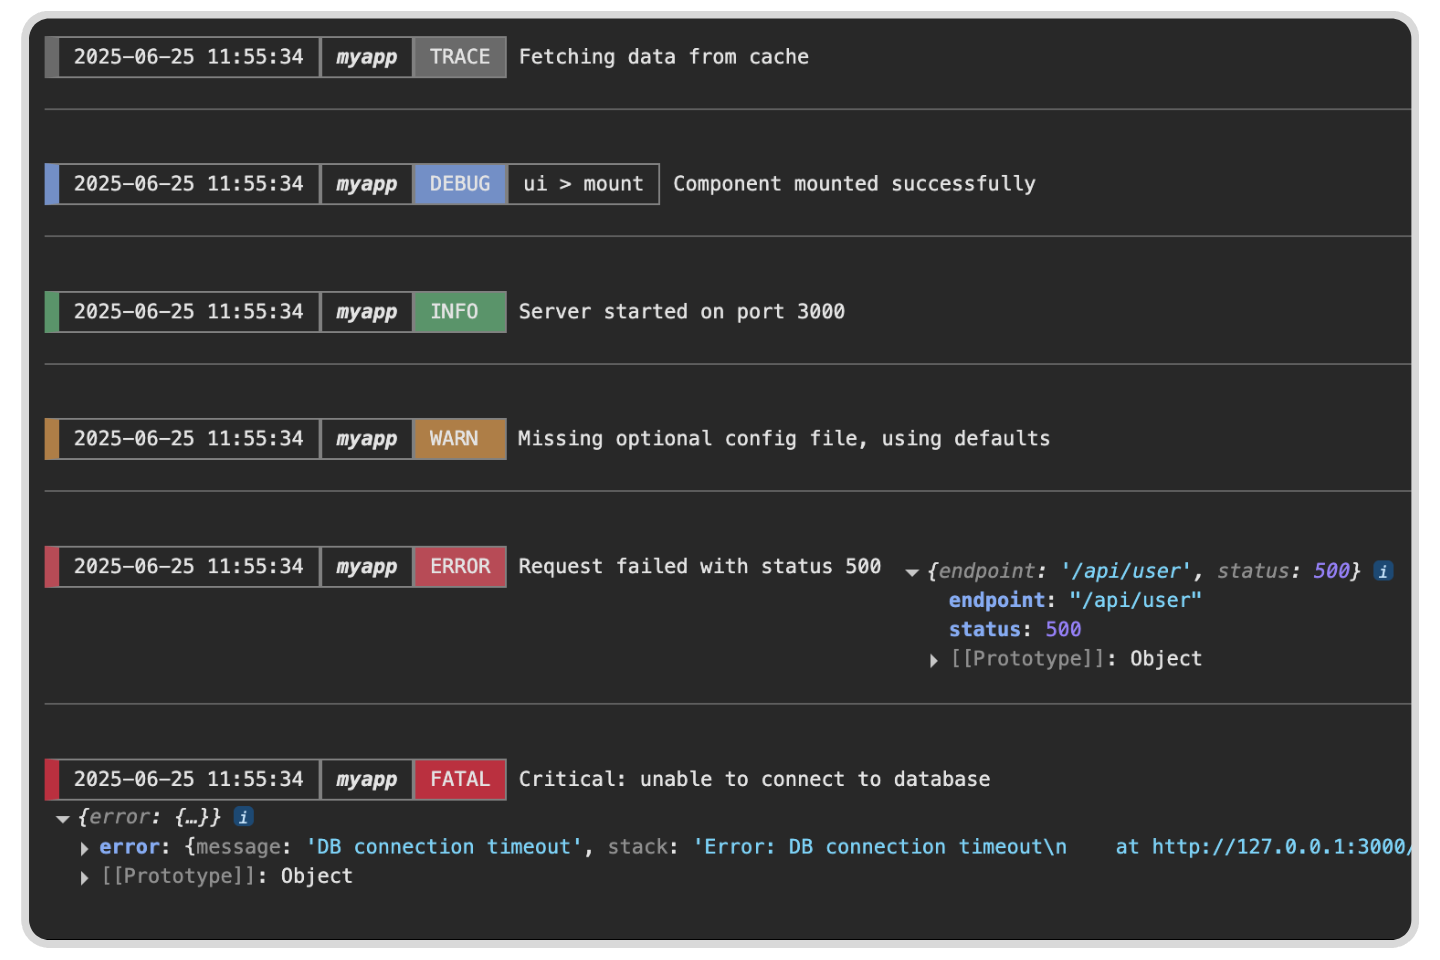 2025-06-25 11:55:34 myapp TRACE Fetching data from cache
2025-06-25 11:55:34 myapp DEBUG ui > mount Component mounted successfully
2025-06-25 11:55:34 myapp INFO Server started on port 3000
2025-06-25 11:55:34 myapp WARN Missing optional config file, using defaults
2025-06-25 11:55:34 myapp ERROR Request failed with status 500 ▼ {endpoint: '/api/user', status: 500} i
endpoint: "/api/user"
status: 500
▶ [[Prototype]]: Object
2025-06-25 11:55:34 myapp FATAL Critical: unable to connect to database
▼ {error: {…}} i
▶ error: {message: 'DB connection timeout', stack: 'Error: DB connection timeout\n    at http://127.0.0.1:3000/
▶ [[Prototype]]: Object